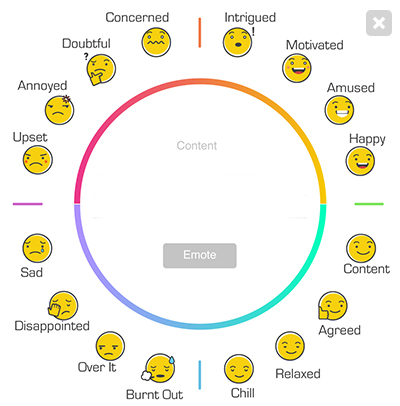 Concerned
Intrigued
!
Doubtful
?
Motivated
Annoyed
Amused
Upset
Content
Happy
Emote
Sad
Content
Disappointed
Agreed
Over It
Relaxed
Burnt Out
Chill